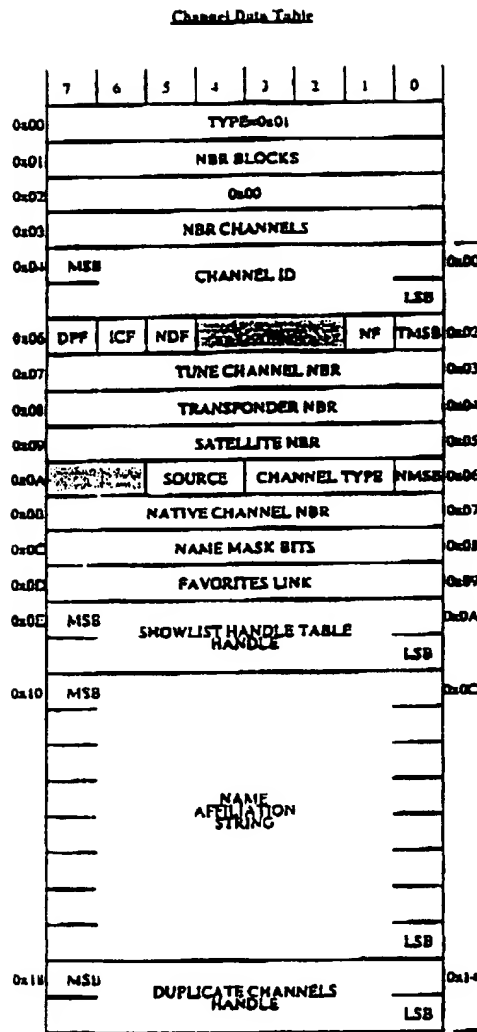 Channel Data Table
7 6 5 4 3 2 1 0
0x00 TYPE=0x01
0x01 NBR BLOCKS
0x02 0x00
0x03 NBR CHANNELS
0x04 MSB CHANNEL ID 0x00
LSB
0x06 DPF ICF NDF NF TMSB 0x02
0x07 TUNE CHANNEL NBR 0x03
0x08 TRANSPONDER NBR 0x04
0x09 SATELLITE NBR 0x05
0x0A SOURCE CHANNEL TYPE NMSB 0x06
0x0B NATIVE CHANNEL NBR 0x07
0x0C NAME MASK BITS 0x08
0x0D FAVORITES LINK 0x09
0x0E MSB SHOWLIST HANDLE TABLE 0x0A
HANDLE
LSB
0x10 MSB 0x0C
NAME
AFFILIATION
STRING
LSB
0x18 MSB DUPLICATE CHANNELS 0x14
HANDLE
LSB